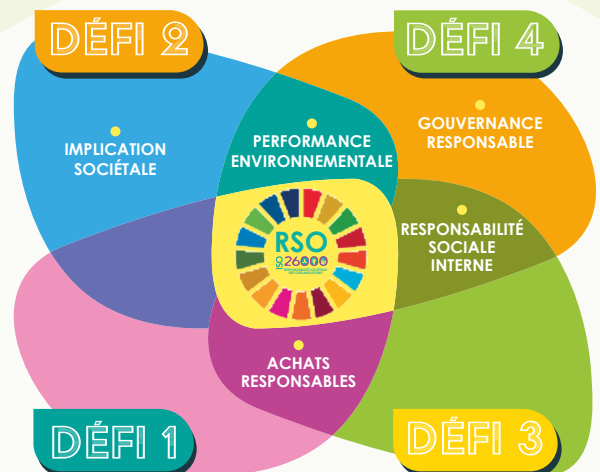 DÉFI 2
DÉFI 4
GOUVERNANCE
RESPONSABLE
PERFORMANCE
ENVIRONNEMENTALE
IMPLICATION
SOCIÉTALE
RESPONSABILITÉ
SOCIALE
INTERNE
RSO
ISO 26000
ACHATS
RESPONSABLES
DÉFI 1
DÉFI 3